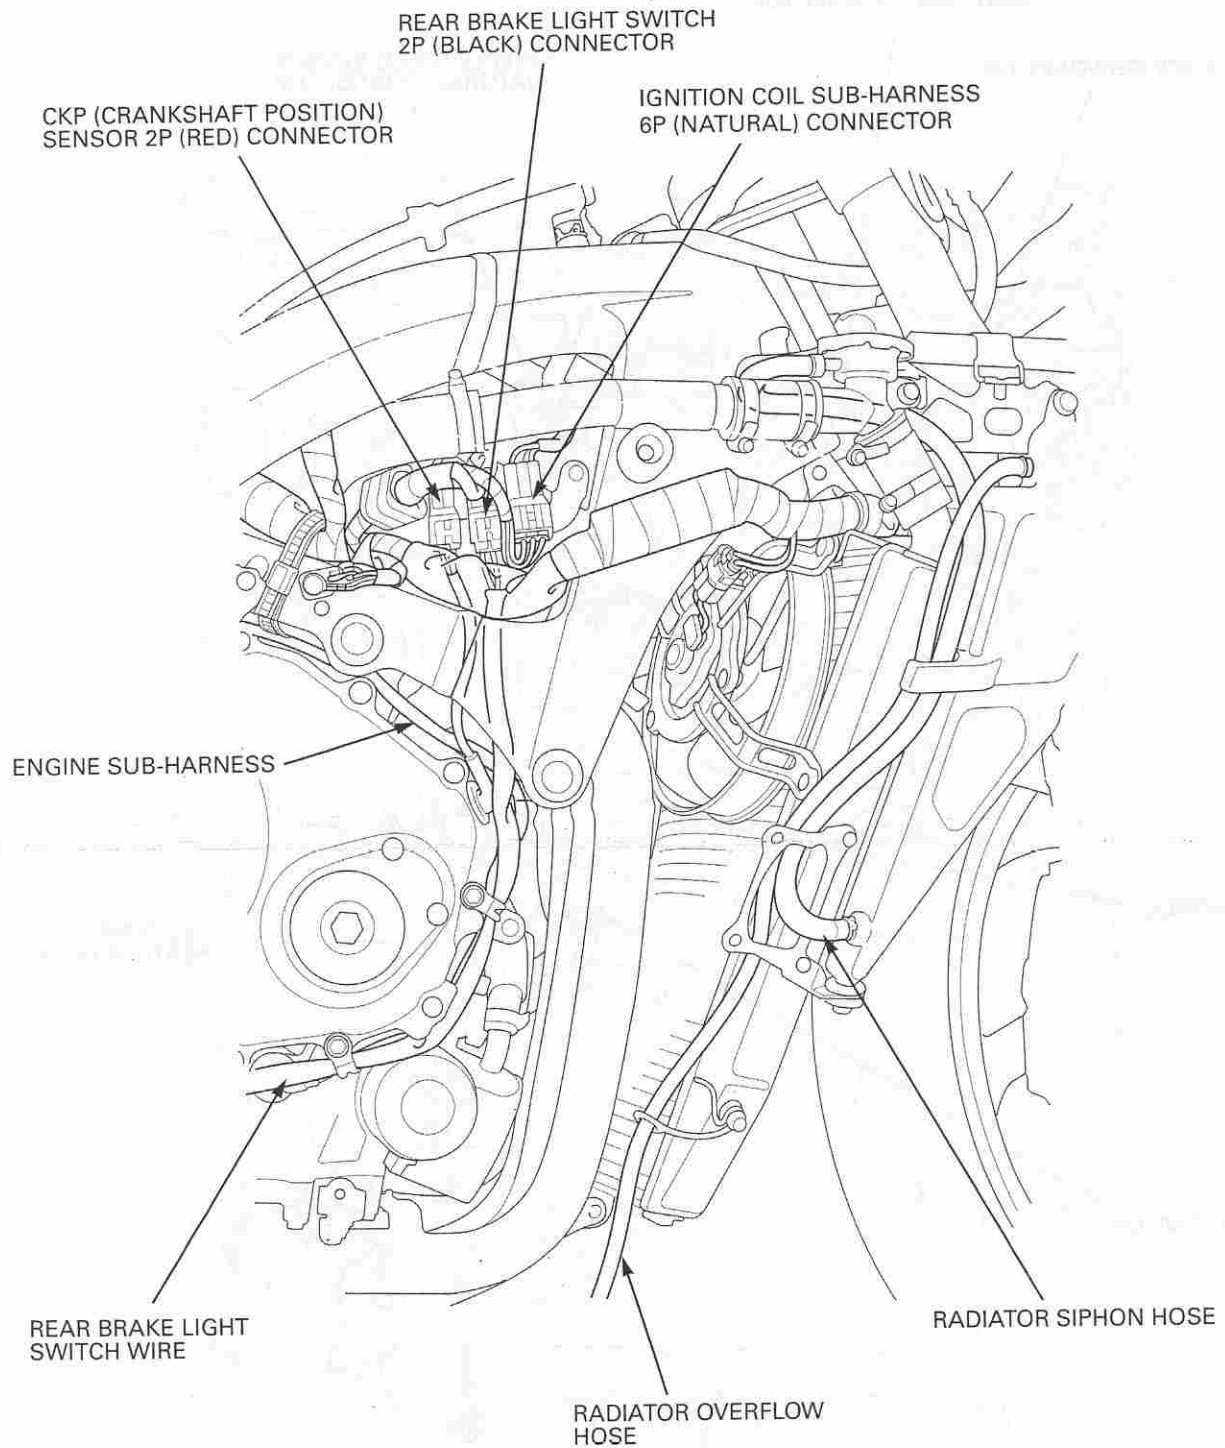 REAR BRAKE LIGHT SWITCH
2P (BLACK) CONNECTOR
CKP (CRANKSHAFT POSITION)
SENSOR 2P (RED) CONNECTOR
IGNITION COIL SUB-HARNESS
6P (NATURAL) CONNECTOR
ENGINE SUB-HARNESS
REAR BRAKE LIGHT
SWITCH WIRE
RADIATOR SIPHON HOSE
RADIATOR OVERFLOW
HOSE